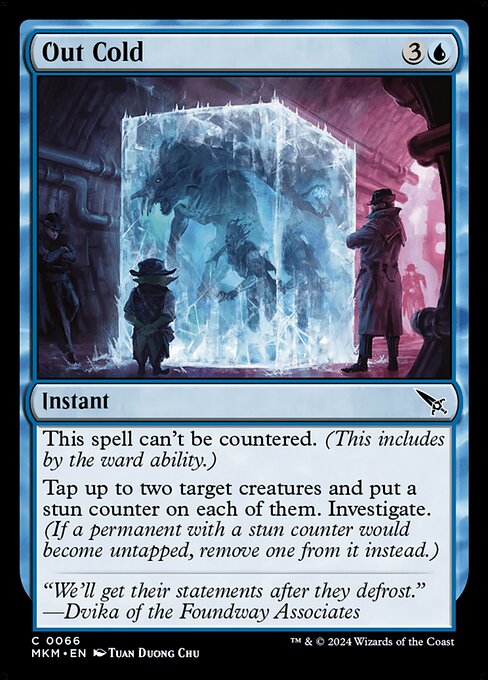 Out Cold 3
Instant
This spell can't be countered. (This includes
by the ward ability.)
Tap up to two target creatures and put a
stun counter on each of them. Investigate.
(If a permanent with a stun counter would
become untapped, remove one from it instead.)
“We'll get their statements after they defrost.”
—Dvika of the Foundway Associates
C 0066
MKM • EN Tuan Duong Chu
™ & © 2024 Wizards of the Coast